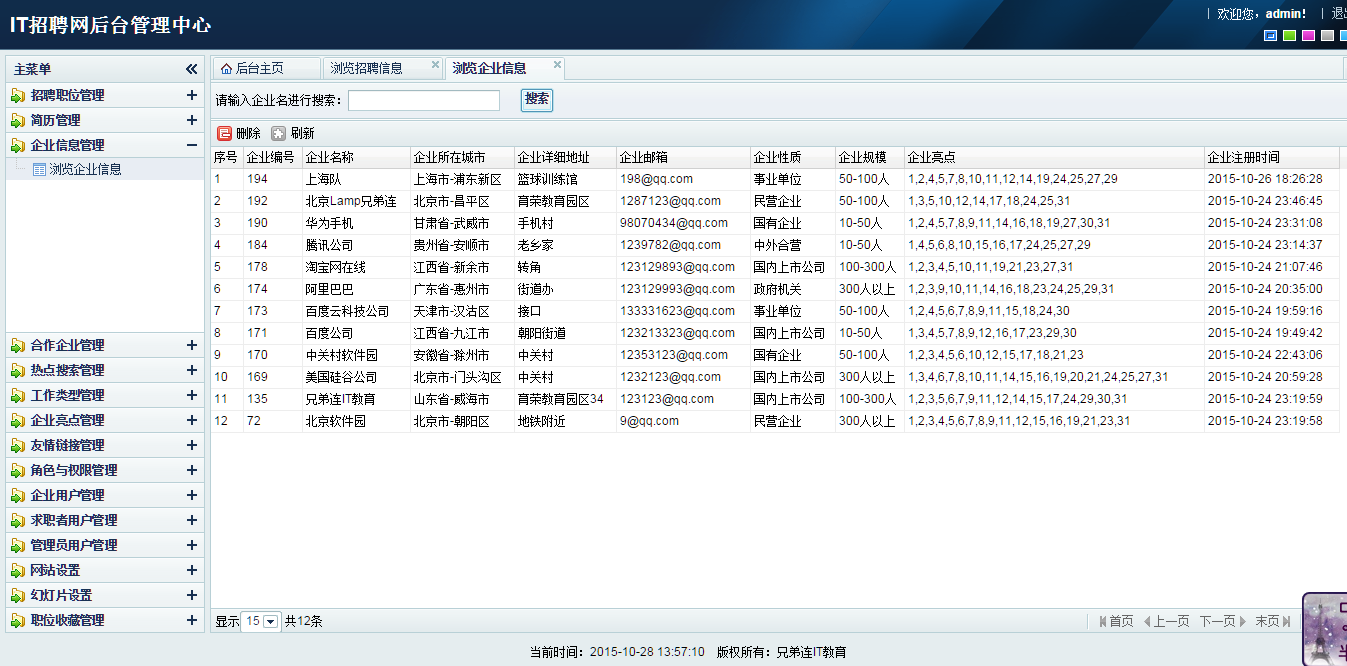 IT招聘网后台管理中心
| 欢迎您，admin! | 退出
主菜单
招聘职位管理
简历管理
企业信息管理
浏览企业信息
合作企业管理
热点搜索管理
工作类型管理
企业亮点管理
友情链接管理
角色与权限管理
企业用户管理
求职者用户管理
管理员用户管理
网站设置
幻灯片设置
职位收藏管理
后台主页 浏览招聘信息 浏览企业信息
请输入企业名进行搜索： 搜索
删除 刷新
序号 企业编号 企业名称 企业所在城市 企业详细地址 企业邮箱 企业性质 企业规模 企业亮点 企业注册时间
1 194 上海队 上海市-浦东新区 篮球训练馆 198@qq.com 事业单位 50-100人 1,2,4,5,7,8,10,11,12,14,19,24,25,27,29 2015-10-26 18:26:28
2 192 北京Lamp兄弟连 北京市-昌平区 育荣教育园区 1287123@qq.com 民营企业 50-100人 1,3,5,10,12,14,17,18,24,25,31 2015-10-24 23:46:45
3 190 华为手机 甘肃省-武威市 手机村 98070434@qq.com 国有企业 10-50人 1,2,4,5,7,8,9,11,14,16,18,19,27,30,31 2015-10-24 23:31:08
4 184 腾讯公司 贵州省-安顺市 老乡家 1239782@qq.com 中外合营 10-50人 1,4,5,6,8,10,15,16,17,24,25,27,29 2015-10-24 23:14:37
5 178 淘宝网在线 江西省-新余市 转角 123129893@qq.com 国内上市公司 100-300人 1,2,3,4,5,10,11,19,21,23,27,31 2015-10-24 21:07:46
6 174 阿里巴巴 广东省-惠州市 街道办 123129993@qq.com 政府机关 300人以上 1,2,3,9,10,11,14,16,18,23,24,25,29,31 2015-10-24 20:35:00
7 173 百度云科技公司 天津市-汉沽区 接口 133331623@qq.com 事业单位 50-100人 1,2,4,5,6,7,8,9,11,15,18,24,30 2015-10-24 19:59:16
8 171 百度公司 江西省-九江市 朝阳街道 123213323@qq.com 国内上市公司 10-50人 1,3,4,5,7,8,9,12,16,17,23,29,30 2015-10-24 19:49:42
9 170 中关村软件园 安徽省-滁州市 中关村 12353123@qq.com 国有企业 50-100人 1,2,3,4,5,6,10,12,15,17,18,21,23 2015-10-24 22:43:06
10 169 美国硅谷公司 北京市-门头沟区 中关村 1232123@qq.com 国内上市公司 300人以上 1,3,4,6,7,8,10,11,14,15,16,19,20,21,24,25,27,31 2015-10-24 20:59:28
11 135 兄弟连IT教育 山东省-威海市 育荣教育园区34 123123@qq.com 国内上市公司 100-300人 1,2,3,5,6,7,9,11,12,14,15,17,24,29,30,31 2015-10-24 23:19:59
12 72 北京软件园 北京市-朝阳区 地铁附近 9@qq.com 民营企业 300人以上 1,2,3,4,5,6,7,8,9,11,12,15,16,19,21,23,31 2015-10-24 23:19:58
显示 15 共12条
首页 上一页 下一页 末页
当前时间： 2015-10-28 13:57:10 版权所有：兄弟连IT教育